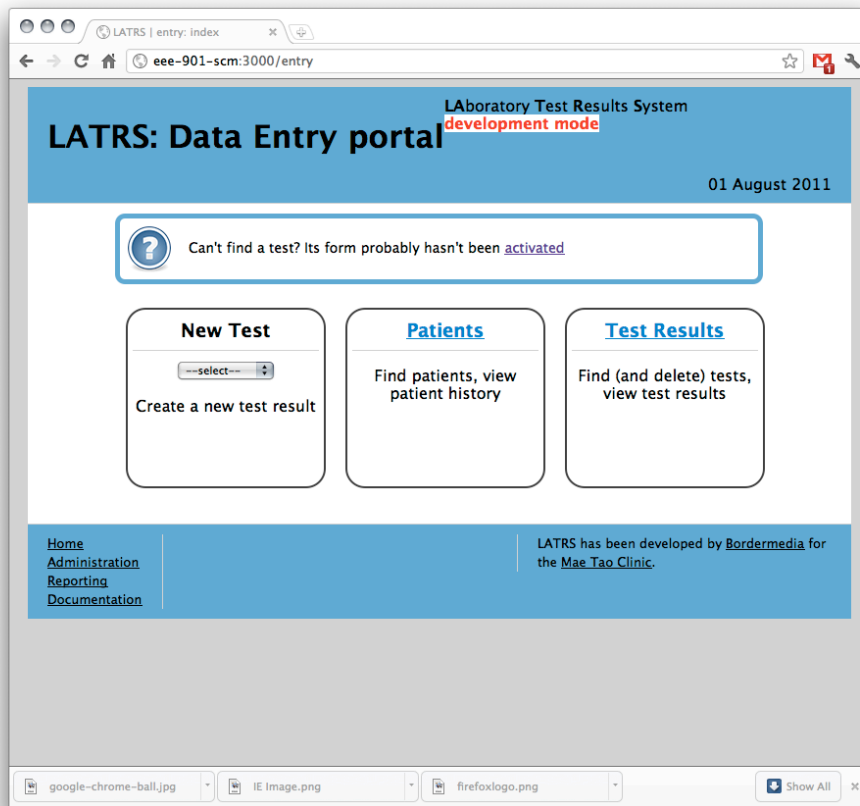 LATRS | entry: index
eee-901-scm:3000/entry
1
LAboratory Test Results System
development mode
LATRS: Data Entry portal
01 August 2011
?
Can't find a test? Its form probably hasn't been activated
New Test
--select--
Create a new test result
Patients
Find patients, view
patient history
Test Results
Find (and delete) tests,
view test results
Home
Administration
Reporting
Documentation
LATRS has been developed by Bordermedia for
the Mae Tao Clinic.
google-chrome-ball.jpg
IE Image.png
firefoxlogo.png
Show All